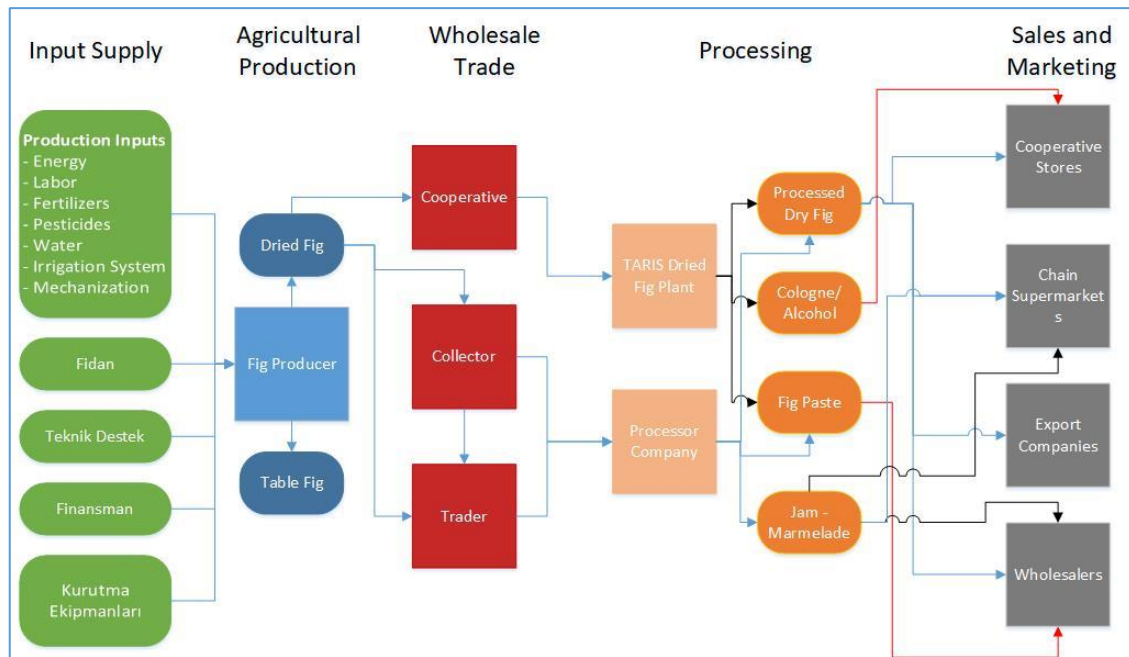 Input Supply
Agricultural
Production
Wholesale
Trade
Processing
Sales and
Marketing
Production Inputs
- Energy
- Labor
- Fertilizers
- Pesticides
- Water
- Irrigation System
- Mechanization
Fidan
Teknik Destek
Finansman
Kurutma
Ekipmanları
Dried Fig
Fig Producer
Table Fig
Cooperative
Collector
Trader
TARIS Dried
Fig Plant
Processor
Company
Processed
Dry Fig
Cologne/
Alcohol
Fig Paste
Jam -
Marmelade
Cooperative
Stores
Chain
Supermarket
s
Export
Companies
Wholesalers